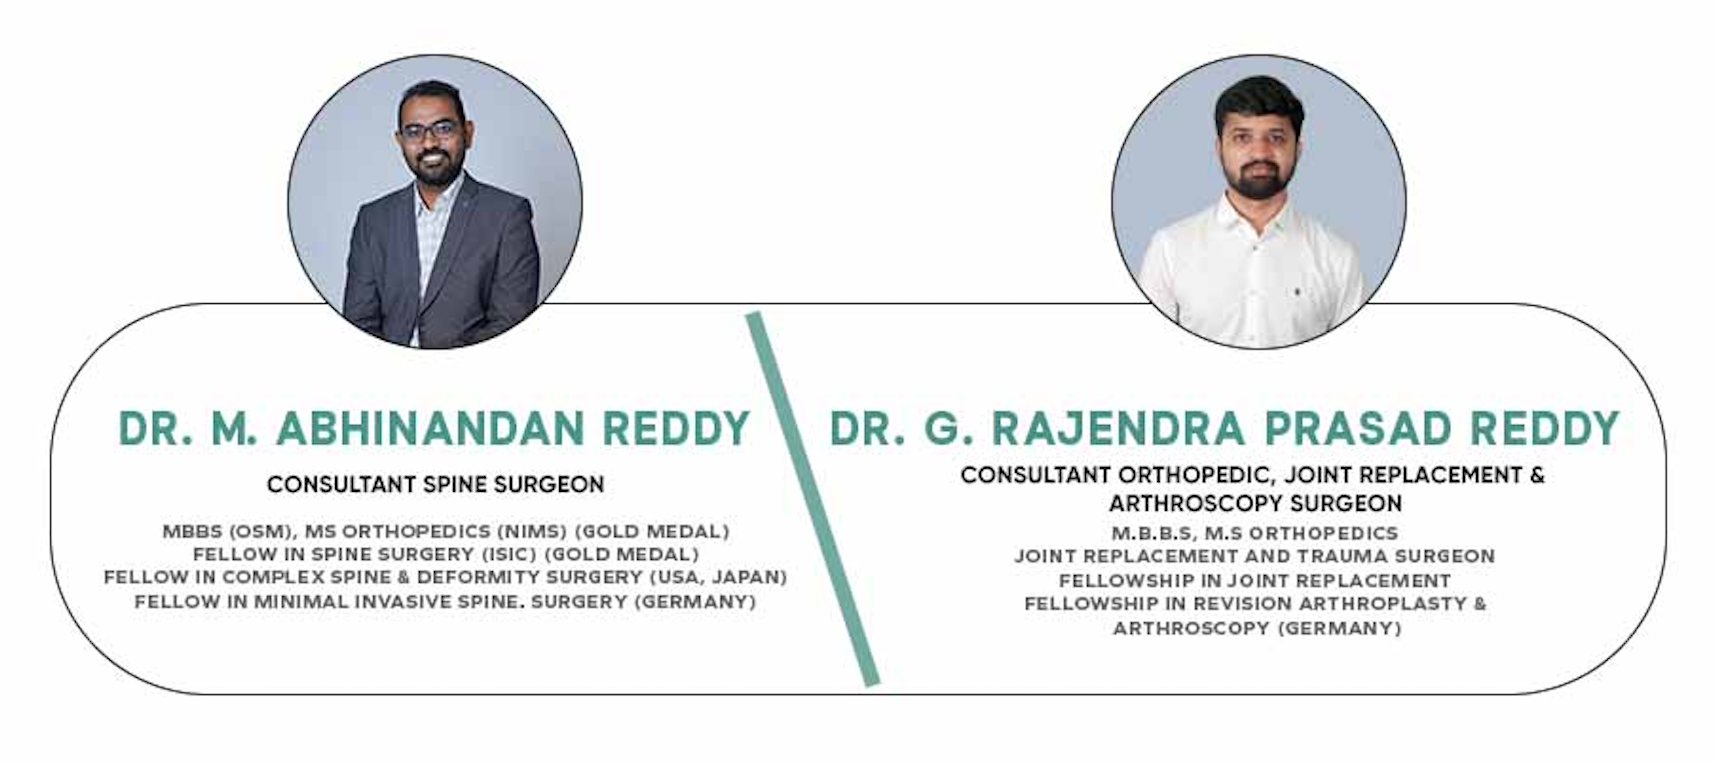 DR. M. ABHINANDAN REDDY
CONSULTANT SPINE SURGEON
MBBS (OSM), MS ORTHOPEDICS (NIMS) (GOLD MEDAL)
FELLOW IN SPINE SURGERY (ISIC) (GOLD MEDAL)
FELLOW IN COMPLEX SPINE & DEFORMITY SURGERY (USA, JAPAN)
FELLOW IN MINIMAL INVASIVE SPINE. SURGERY (GERMANY)
DR. G. RAJENDRA PRASAD REDDY
CONSULTANT ORTHOPEDIC, JOINT REPLACEMENT &
ARTHROSCOPY SURGEON
M.B.B.S, M.S ORTHOPEDICS
JOINT REPLACEMENT AND TRAUMA SURGEON
FELLOWSHIP IN JOINT REPLACEMENT
FELLOWSHIP IN REVISION ARTHROPLASTY &
ARTHROSCOPY (GERMANY)